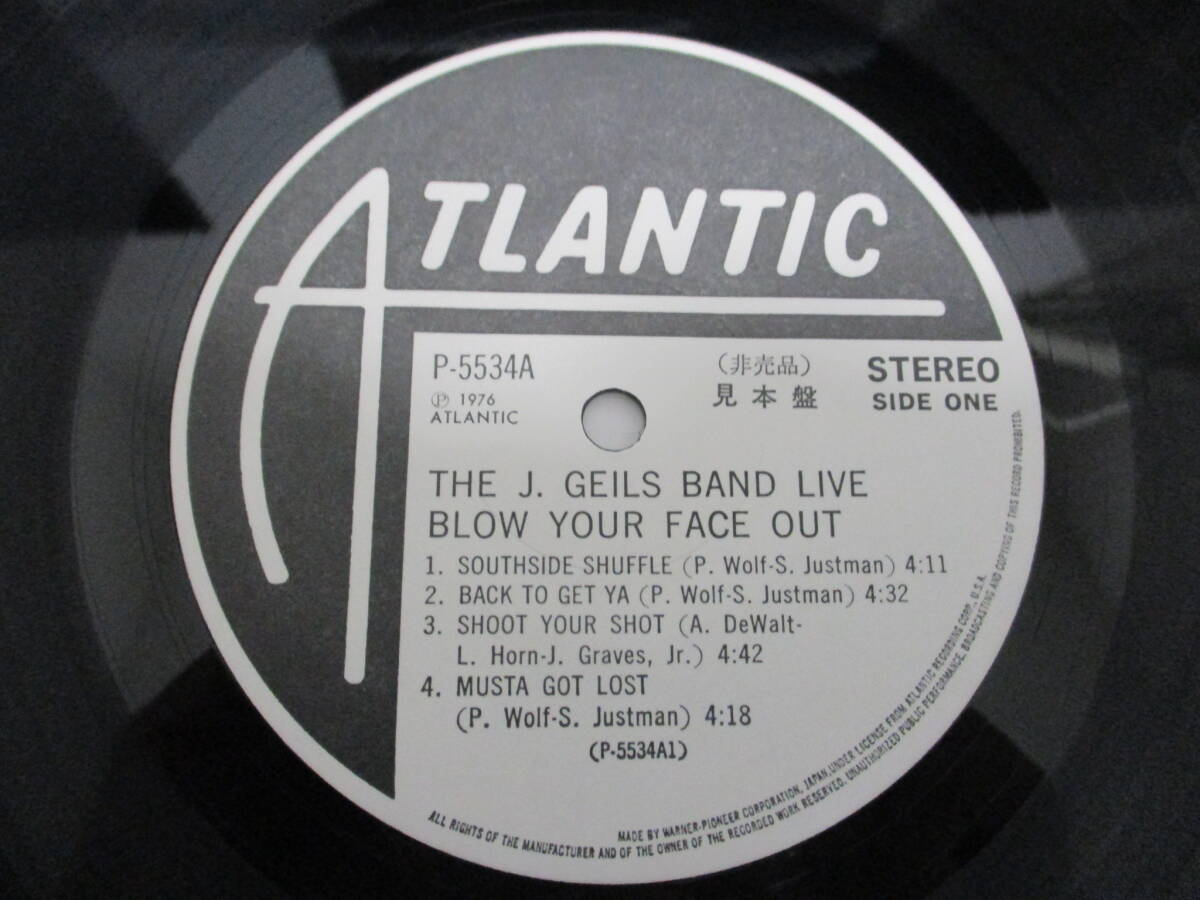 ATLANTIC
P-5534A
(非売品)
STEREO
℗ 1976
見本盤
SIDE ONE
ATLANTIC
THE J. GEILS BAND LIVE
BLOW YOUR FACE OUT
1. SOUTHSIDE SHUFFLE (P. Wolf-S. Justman) 4:11
2. BACK TO GET YA (P. Wolf-S. Justman) 4:32
3. SHOOT YOUR SHOT (A. DeWalt-
L. Horn-J. Graves, Jr.) 4:42
4. MUSTA GOT LOST
(P. Wolf-S. Justman) 4:18
(P-5534A1)
MADE BY WARNER-PIONEER CORPORATION, JAPAN, UNDER LICENSE FROM ATLANTIC RECORDING CORP., U.S.A.
ALL RIGHTS OF THE MANUFACTURER AND OF THE OWNER OF THE RECORDED WORK RESERVED. UNAUTHORIZED PUBLIC PERFORMANCE, BROADCASTING AND COPYING OF THIS RECORD PROHIBITED.